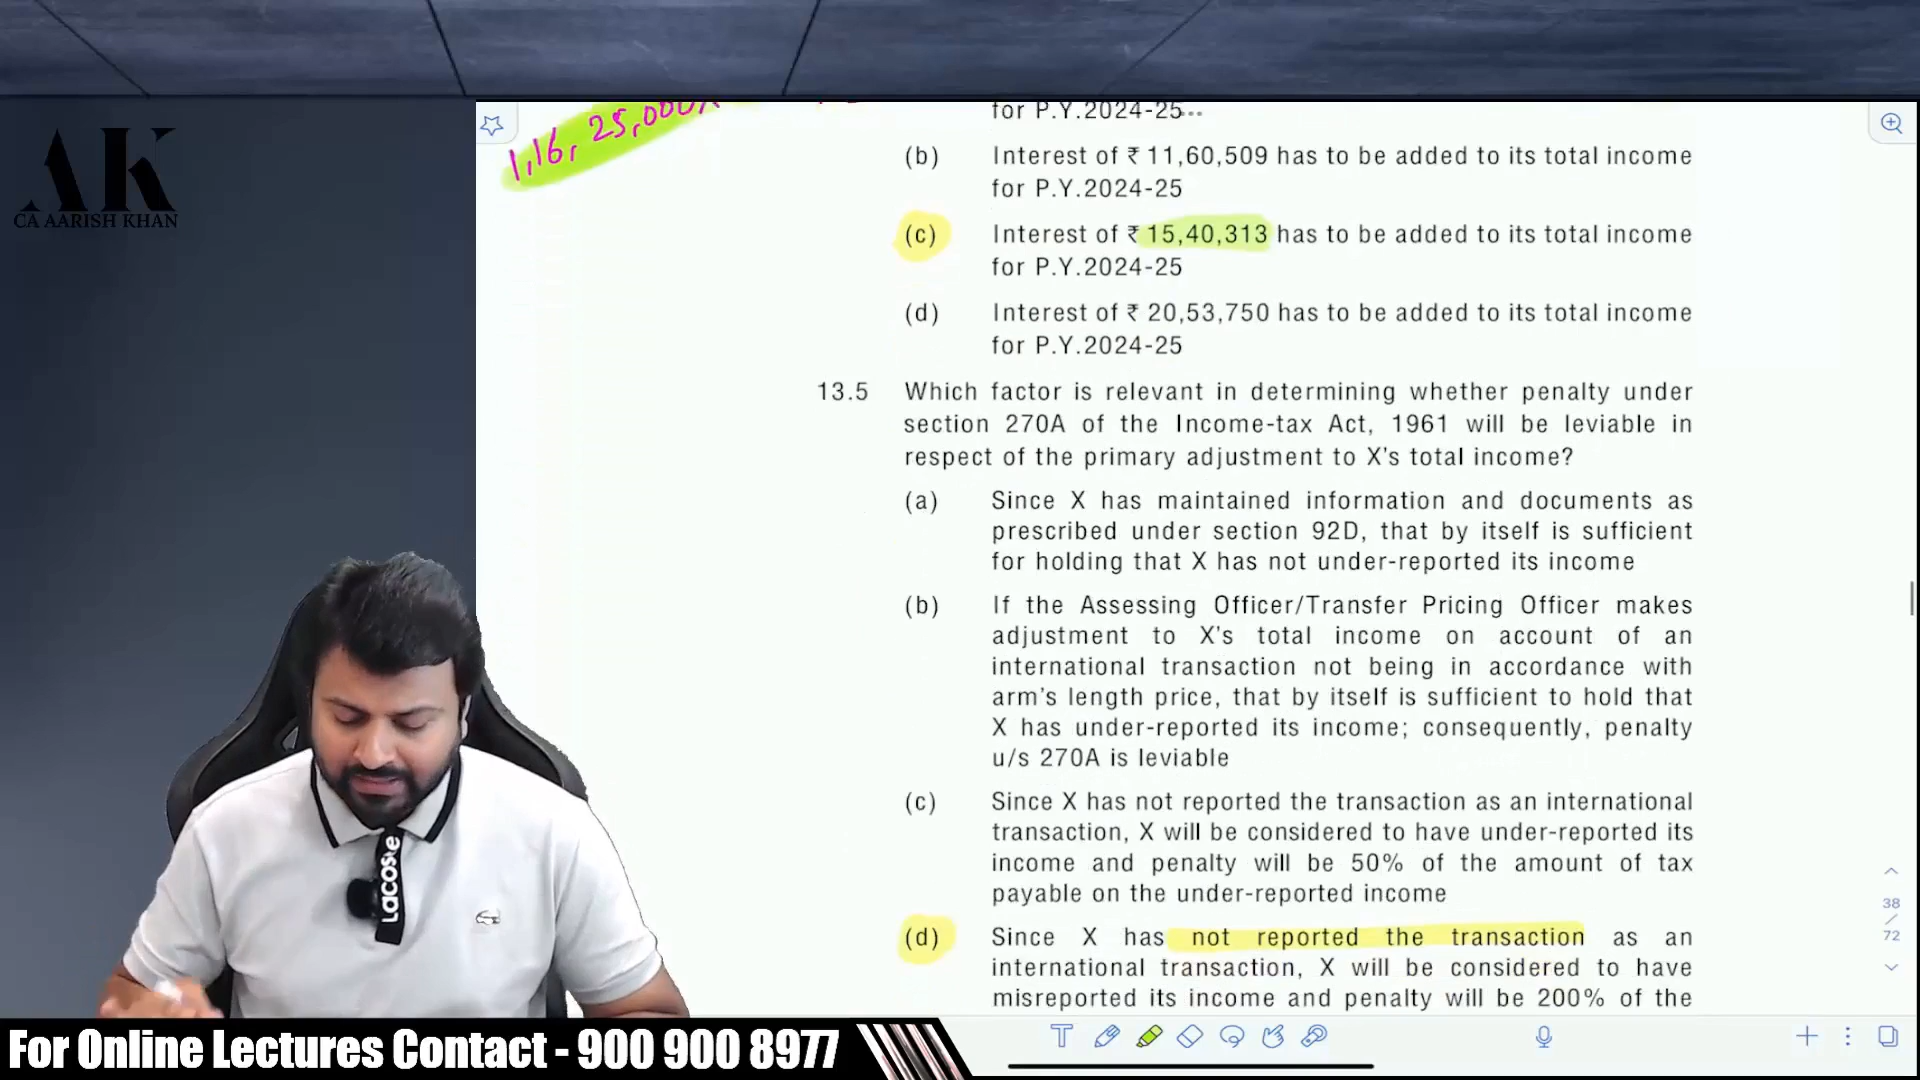 1,16,25,000
for P.Y.2024-25...
(b) Interest of ₹ 11,60,509 has to be added to its total income
for P.Y.2024-25
(c) Interest of ₹ 15,40,313 has to be added to its total income
for P.Y.2024-25
(d) Interest of ₹ 20,53,750 has to be added to its total income
for P.Y.2024-25
13.5 Which factor is relevant in determining whether penalty under
section 270A of the Income-tax Act, 1961 will be leviable in
respect of the primary adjustment to X's total income?
(a) Since X has maintained information and documents as
prescribed under section 92D, that by itself is sufficient
for holding that X has not under-reported its income
(b) If the Assessing Officer/Transfer Pricing Officer makes
adjustment to X's total income on account of an
international transaction not being in accordance with
arm's length price, that by itself is sufficient to hold that
X has under-reported its income; consequently, penalty
u/s 270A is leviable
(c) Since X has not reported the transaction as an international
transaction, X will be considered to have under-reported its
income and penalty will be 50% of the amount of tax
payable on the under-reported income
(d) Since X has not reported the transaction as an
international transaction, X will be considered to have
misreported its income and penalty will be 200% of the
38
/
72
AK
CA AARISH KHAN
Lacoste
For Online Lectures Contact - 900 900 8977